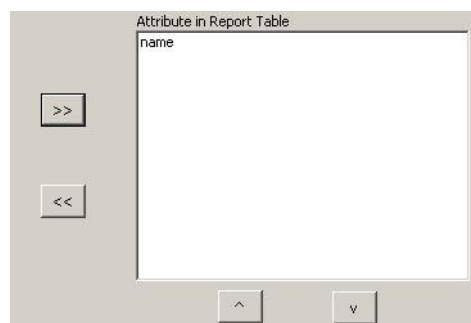 Attribute in Report Table
name
>>
<<
^ v